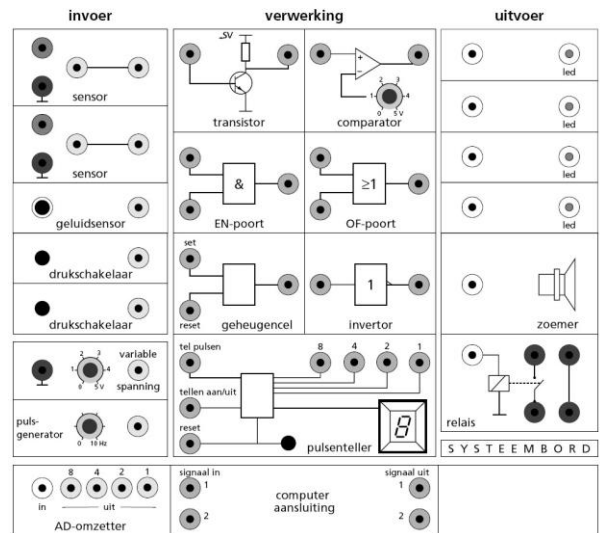 invoer
sensor
sensor
geluidsensor
drukschakelaar
drukschakelaar
0 1 2 3 4 5 V
variable
spanning
puls-
generator
0 10 Hz
8 4 2 1
in uit
AD-omzetter
verwerking
5V
transistor
+
−
0 1 2 3 4 5 V
comparator
&
EN-poort
≥1
OF-poort
set
reset
geheugencel
1
invertor
tel pulsen
8 4 2 1
tellen aan/uit
reset
8
pulsenteller
signaal in
1
2
computer
aansluiting
signaal uit
1
2
uitvoer
led
led
led
led
zoemer
relais
SYSTEEMBORD